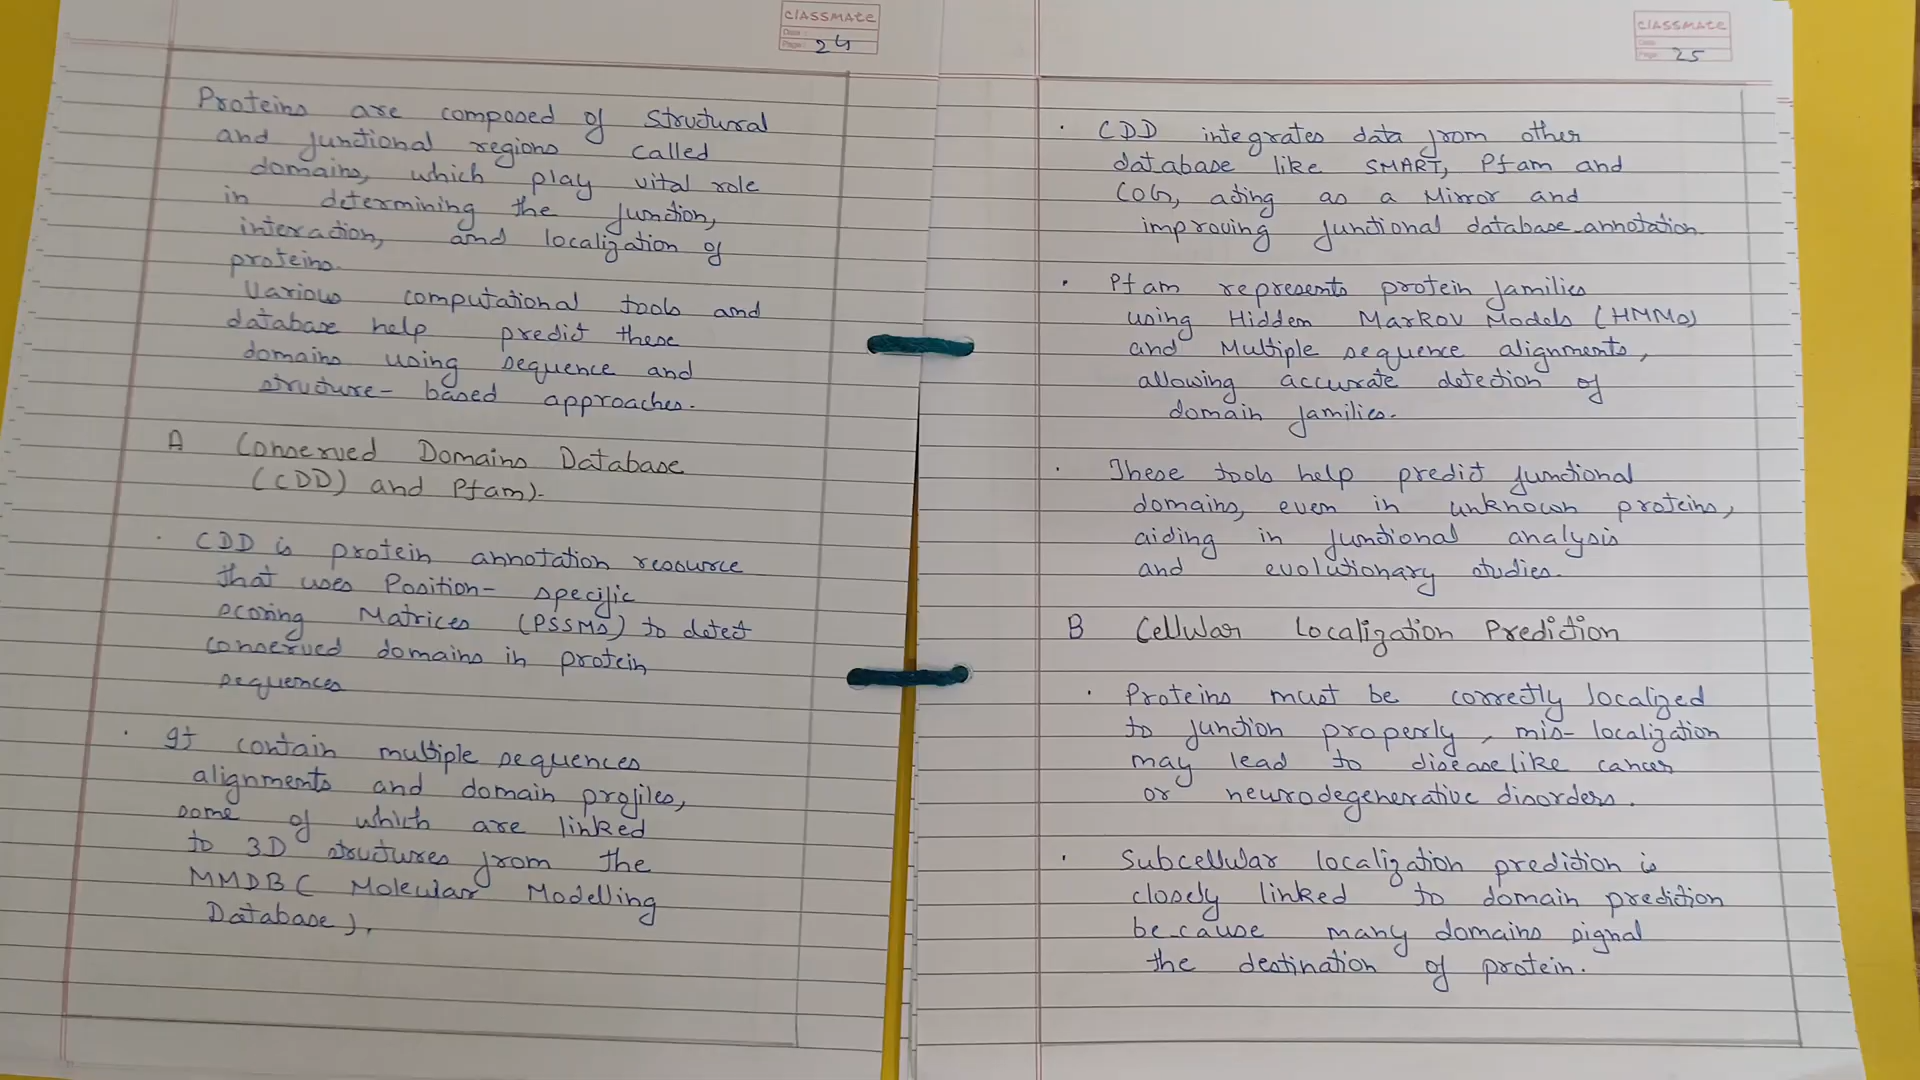 classmate
Date :
Page : 24
Proteins are composed of structural
and functional regions called
domains, which play vital role
in determining the function,
interaction, and localization of
proteins.
Various computational tools and
database help predict these
domains using sequence and
structure- based approaches.
A Conserved Domains Database
(CDD) and Pfam)-
· CDD is protein annotation resource
that uses Position- specific
scoring Matrices (PSSMs) to detect
conserved domains in protein
sequences
· It contain multiple sequences
alignments and domain profiles,
some of which are linked
to 3D structures from the
MMDB ( Molecular Modelling
Database ).
classmate
Date
Page 25
· CDD integrates data from other
database like SMART, Pfam and
COG, acting as a Mirror and
improving functional database annotation.
· Pfam represents protein families
using Hidden MarKov Models (HMMs)
and Multiple sequence alignments,
allowing accurate detection of
domain families.
· These tools help predict functional
domains, even in unknown proteins,
aiding in functional analysis
and evolutionary studies.
B Cellular Localization Prediction
· Proteins must be correctly localized
to function properly, mis- localization
may lead to disease like cancer
or neurodegenerative disorders.
· Subcellular localization prediction is
closely linked to domain prediction
because many domains signal
the destination of protein.